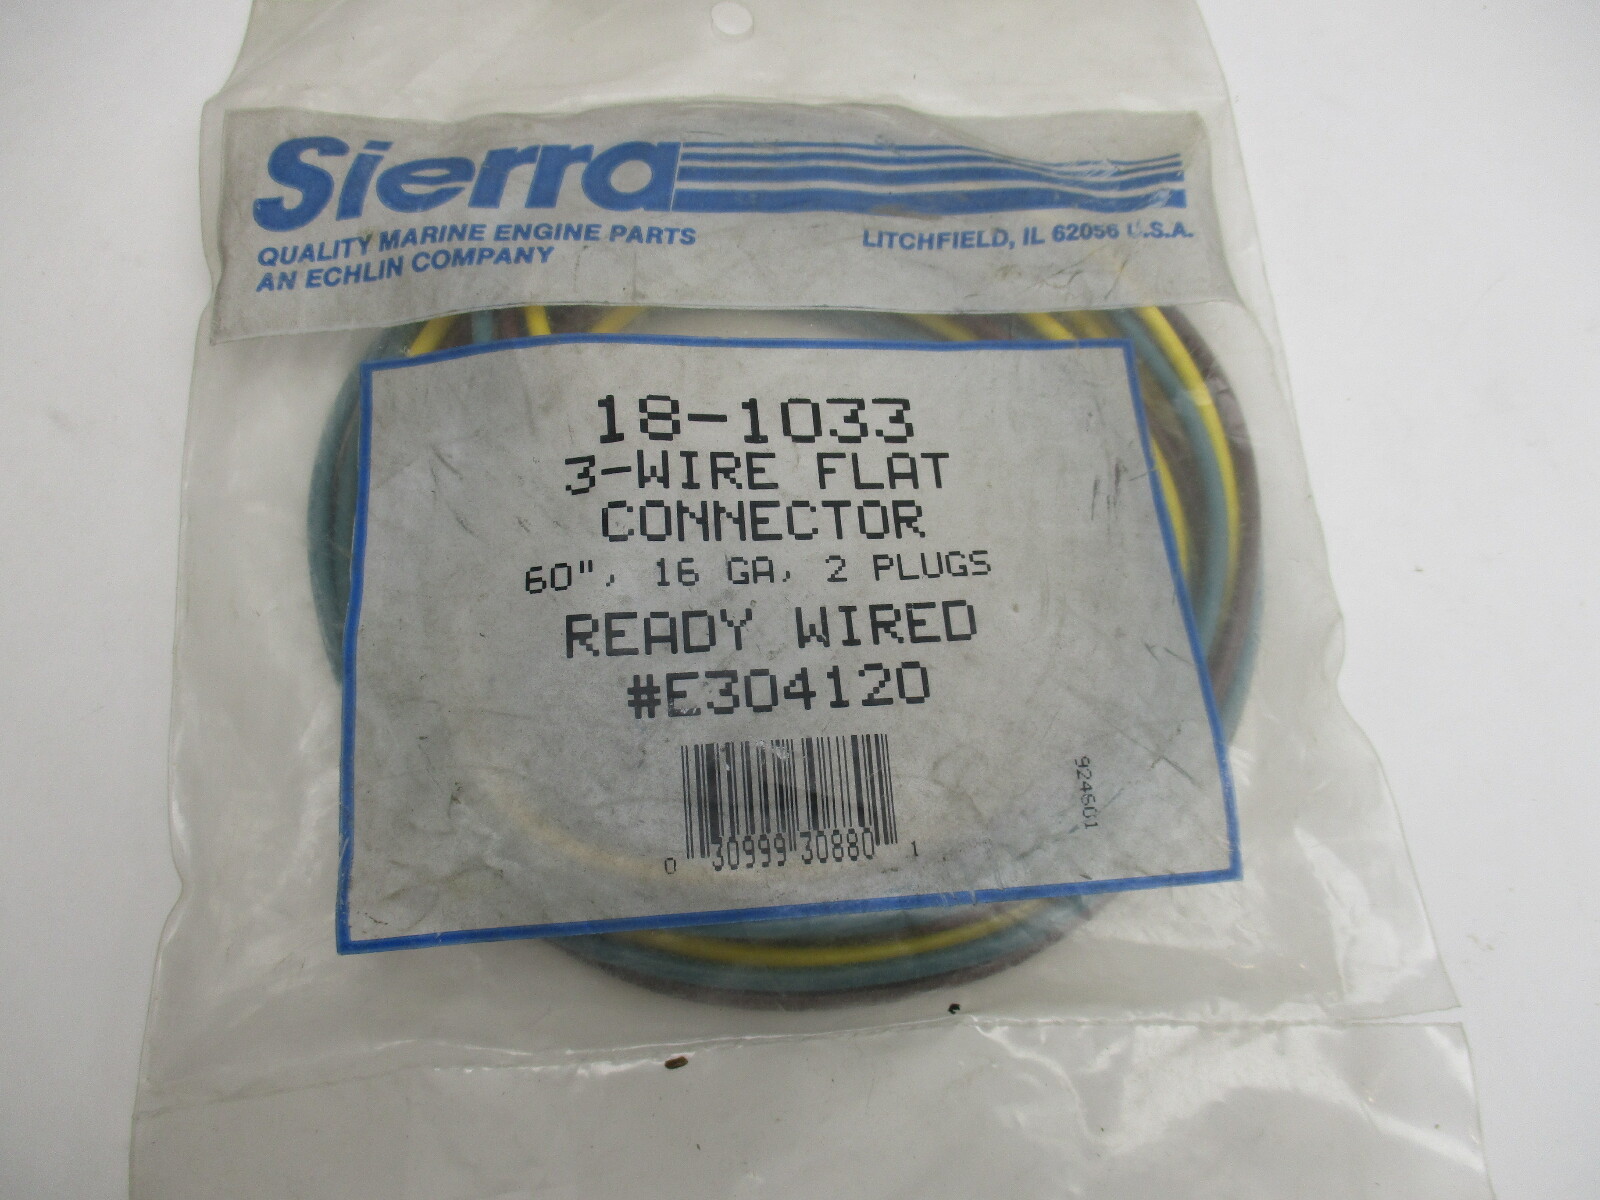 Sierra
QUALITY MARINE ENGINE PARTS
AN ECHLIN COMPANY
LITCHFIELD, IL 62056 U.S.A.
18-1033
3-WIRE FLAT
CONNECTOR
60", 16 GA, 2 PLUGS
READY WIRED
#E304120
0 30999 30880 1
924601